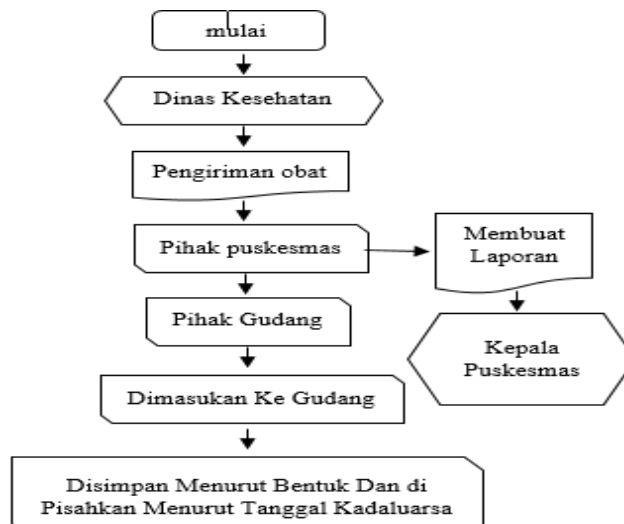 mulai
Dinas Kesehatan
Pengiriman obat
Pihak puskesmas
Membuat
Laporan
Pihak Gudang
Kepala
Puskesmas
Dimasukan Ke Gudang
Disimpan Menurut Bentuk Dan di
Pisahkan Menurut Tanggal Kadaluarsa